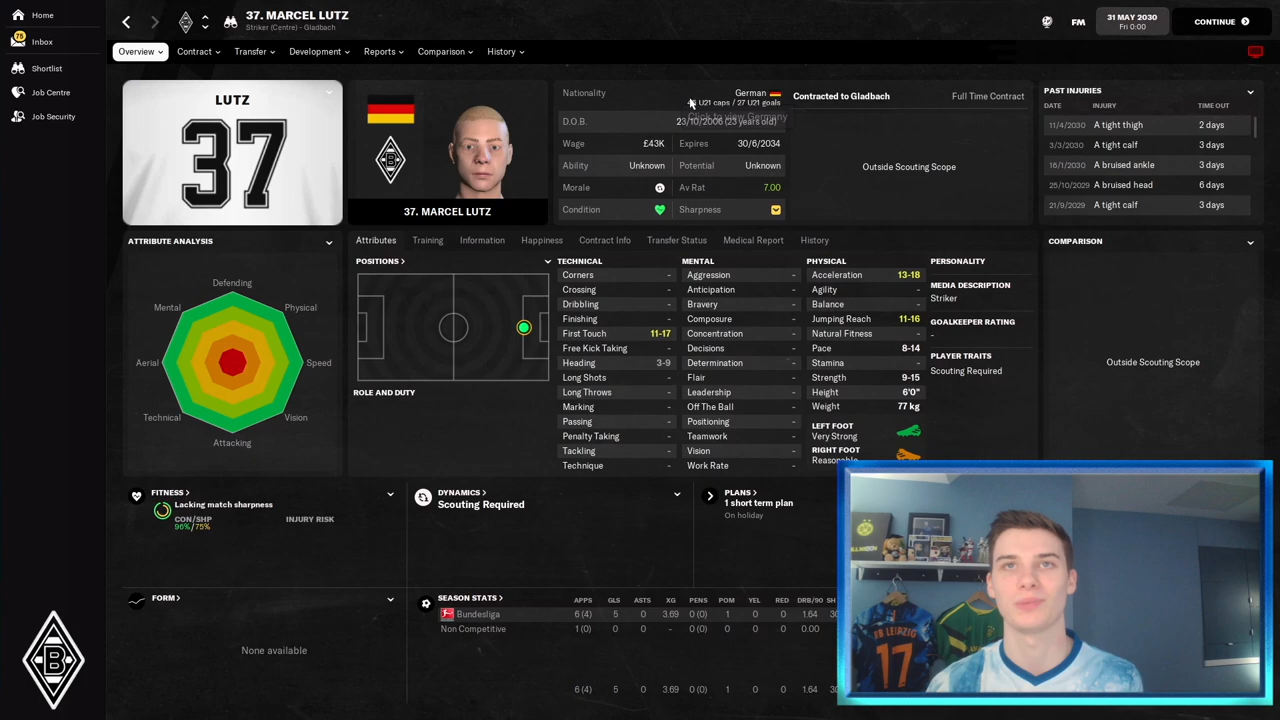 Home
75
Inbox
Shortlist
Job Centre
Job Security
37. MARCEL LUTZ
Striker (Centre) - Gladbach
FM
31 MAY 2030
Fri 0:00
CONTINUE
Overview
Contract
Transfer
Development
Reports
Comparison
History
LUTZ
37
37. MARCEL LUTZ
Nationality
German
U21 caps / 27 U21 goals
D.O.B.
23/10/2006 (23 years old)
Wage £43K
Expires 30/6/2034
Ability Unknown
Potential Unknown
Morale
Av Rat 7.00
Condition
Sharpness
Contracted to Gladbach
Full Time Contract
Outside Scouting Scope
PAST INJURIES
DATE INJURY TIME OUT
11/4/2030 A tight thigh 2 days
3/3/2030 A tight calf 3 days
16/1/2030 A bruised ankle 3 days
25/10/2029 A bruised head 6 days
21/9/2029 A tight calf 3 days
ATTRIBUTE ANALYSIS
Defending
Physical
Speed
Vision
Attacking
Technical
Aerial
Mental
Attributes
Training
Information
Happiness
Contract Info
Transfer Status
Medical Report
History
POSITIONS >
ROLE AND DUTY
TECHNICAL
Corners -
Crossing -
Dribbling -
Finishing -
First Touch 11-17
Free Kick Taking -
Heading 3-9
Long Shots -
Long Throws -
Marking -
Passing -
Penalty Taking -
Tackling -
Technique -
MENTAL
Aggression -
Anticipation -
Bravery -
Composure -
Concentration -
Decisions -
Determination -
Flair -
Leadership -
Off The Ball -
Positioning -
Teamwork -
Vision -
Work Rate -
PHYSICAL
Acceleration 13-18
Agility -
Balance -
Jumping Reach 11-16
Natural Fitness -
Pace 8-14
Stamina -
Strength 9-15
Height 6'0"
Weight 77 kg
LEFT FOOT
Very Strong
RIGHT FOOT
Reasonable
PERSONALITY
MEDIA DESCRIPTION
Striker
GOALKEEPER RATING
-
PLAYER TRAITS
Scouting Required
COMPARISON
Outside Scouting Scope
FITNESS >
Lacking match sharpness
CON/SHP
96%/75%
INJURY RISK
DYNAMICS >
Scouting Required
PLANS >
1 short term plan
On holiday
FORM >
None available
SEASON STATS >
APPS GLS ASTS XG PENS POM YEL RED DRB/90 SH
Bundesliga 6 (4) 5 0 3.69 0 (0) 1 0 0 1.64 30
Non Competitive 1 (0) 0 0 - 0 (0) 0 0 0 0.00
6 (4) 5 0 3.69 0 (0) 1 0 0 1.64 30
B
RB LEIPZIG
17